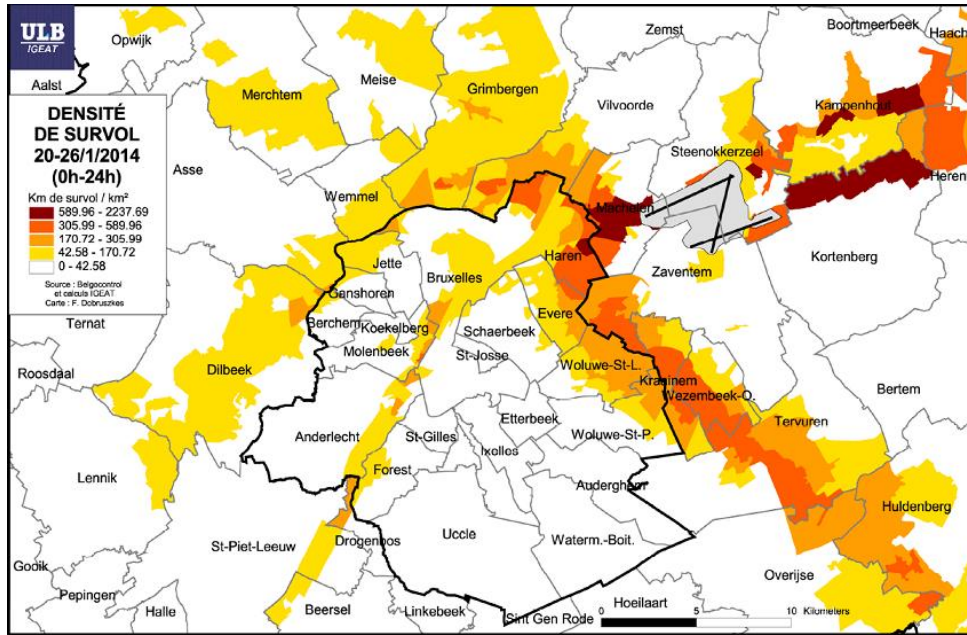 ULB
IGEAT
DENSITÉ
DE SURVOL
20-26/1/2014
(0h-24h)
Km de survol / km²
589.96 - 2237.69
305.99 - 589.96
170.72 - 305.99
42.58 - 170.72
0 - 42.58
Source : Belgocontrol
et calculs IGEAT
Carte : F. Dobruszkes
Opwijk
Zemst
Boortmeerbeek
Haach
Aalst
Meise
Merchtem
Grimbergen
Vilvoorde
Kampenhout
Steenokkerzeel
Asse
Heren
Wemmel
Machelen
Haren
Jette
Bruxelles
Zaventem
Kortenberg
Ganshoren
Ternat
Berchem
Koekelberg
Evere
Schaerbeek
Molenbeek
St-Josse
Roosdaal
Dilbeek
Woluwe-St-L.
Kraainem
Wezembeek-O.
Bertem
Etterbeek
Tervuren
Anderlecht
St-Gilles
Woluwe-St-P.
Ixelles
Lennik
Forest
Auderghem
Huldenberg
Uccle
Waterm.-Boit.
St-Piet-Leeuw
Drogenbos
Gooik
Overijse
Pepingen
Halle
Beersel
Linkebeek
Sint Gen Rode
Hoeilaart
0 5 10 Kilometers